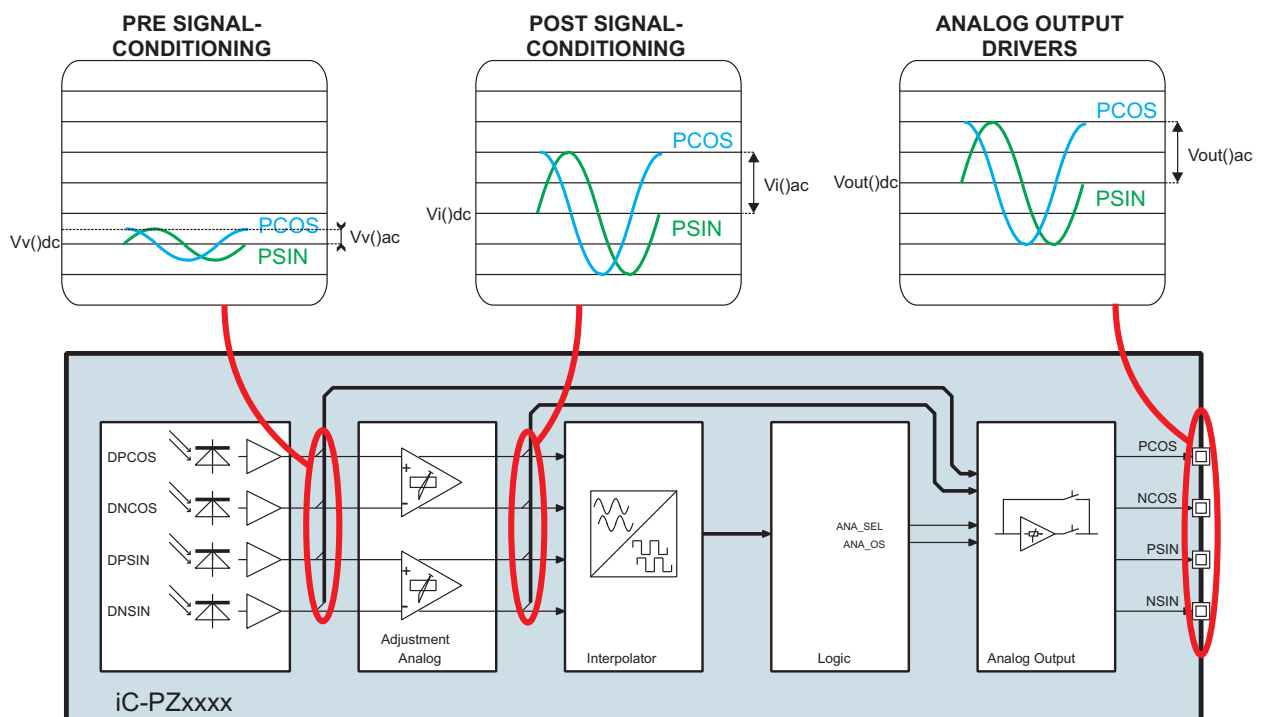 PRE SIGNAL-
CONDITIONING
POST SIGNAL-
CONDITIONING
ANALOG OUTPUT
DRIVERS
PCOS
PSIN
Vv()dc
Vv()ac
PCOS
PSIN
Vi()dc
Vi()ac
PCOS
PSIN
Vout()dc
Vout()ac
DPCOS
DNCOS
DPSIN
DNSIN
+
-
+
-
Adjustment
Analog
Interpolator
ANA_SEL
ANA_OS
Logic
Analog Output
PCOS
NCOS
PSIN
NSIN
iC-PZxxxx